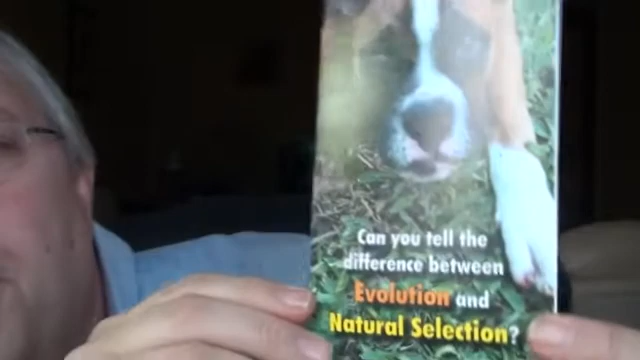 Can you tell the
difference between
Evolution and
Natural Selection?